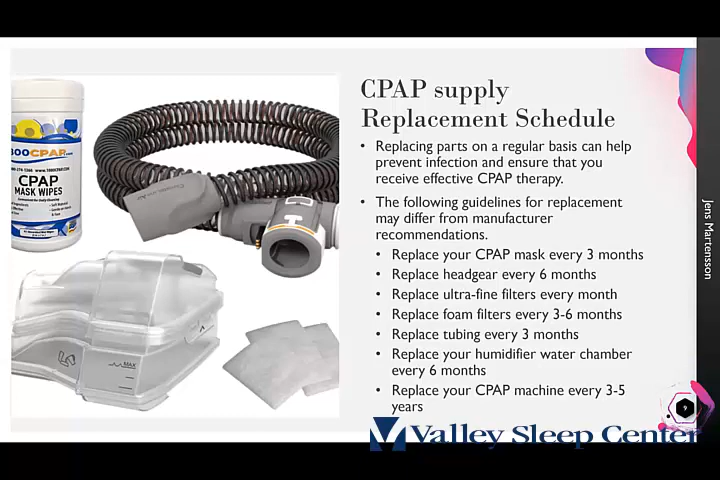 CPAP supply
Replacement Schedule
• Replacing parts on a regular basis can help
prevent infection and ensure that you
receive effective CPAP therapy.
• The following guidelines for replacement
may differ from manufacturer
recommendations.
• Replace your CPAP mask every 3 months
• Replace headgear every 6 months
• Replace ultra-fine filters every month
• Replace foam filters every 3-6 months
• Replace tubing every 3 months
• Replace your humidifier water chamber
every 6 months
• Replace your CPAP machine every 3-5
years
800CPAP.com
CPAP
MASK WIPES
MAX
Jens Martensson
9
Valley Sleep Center